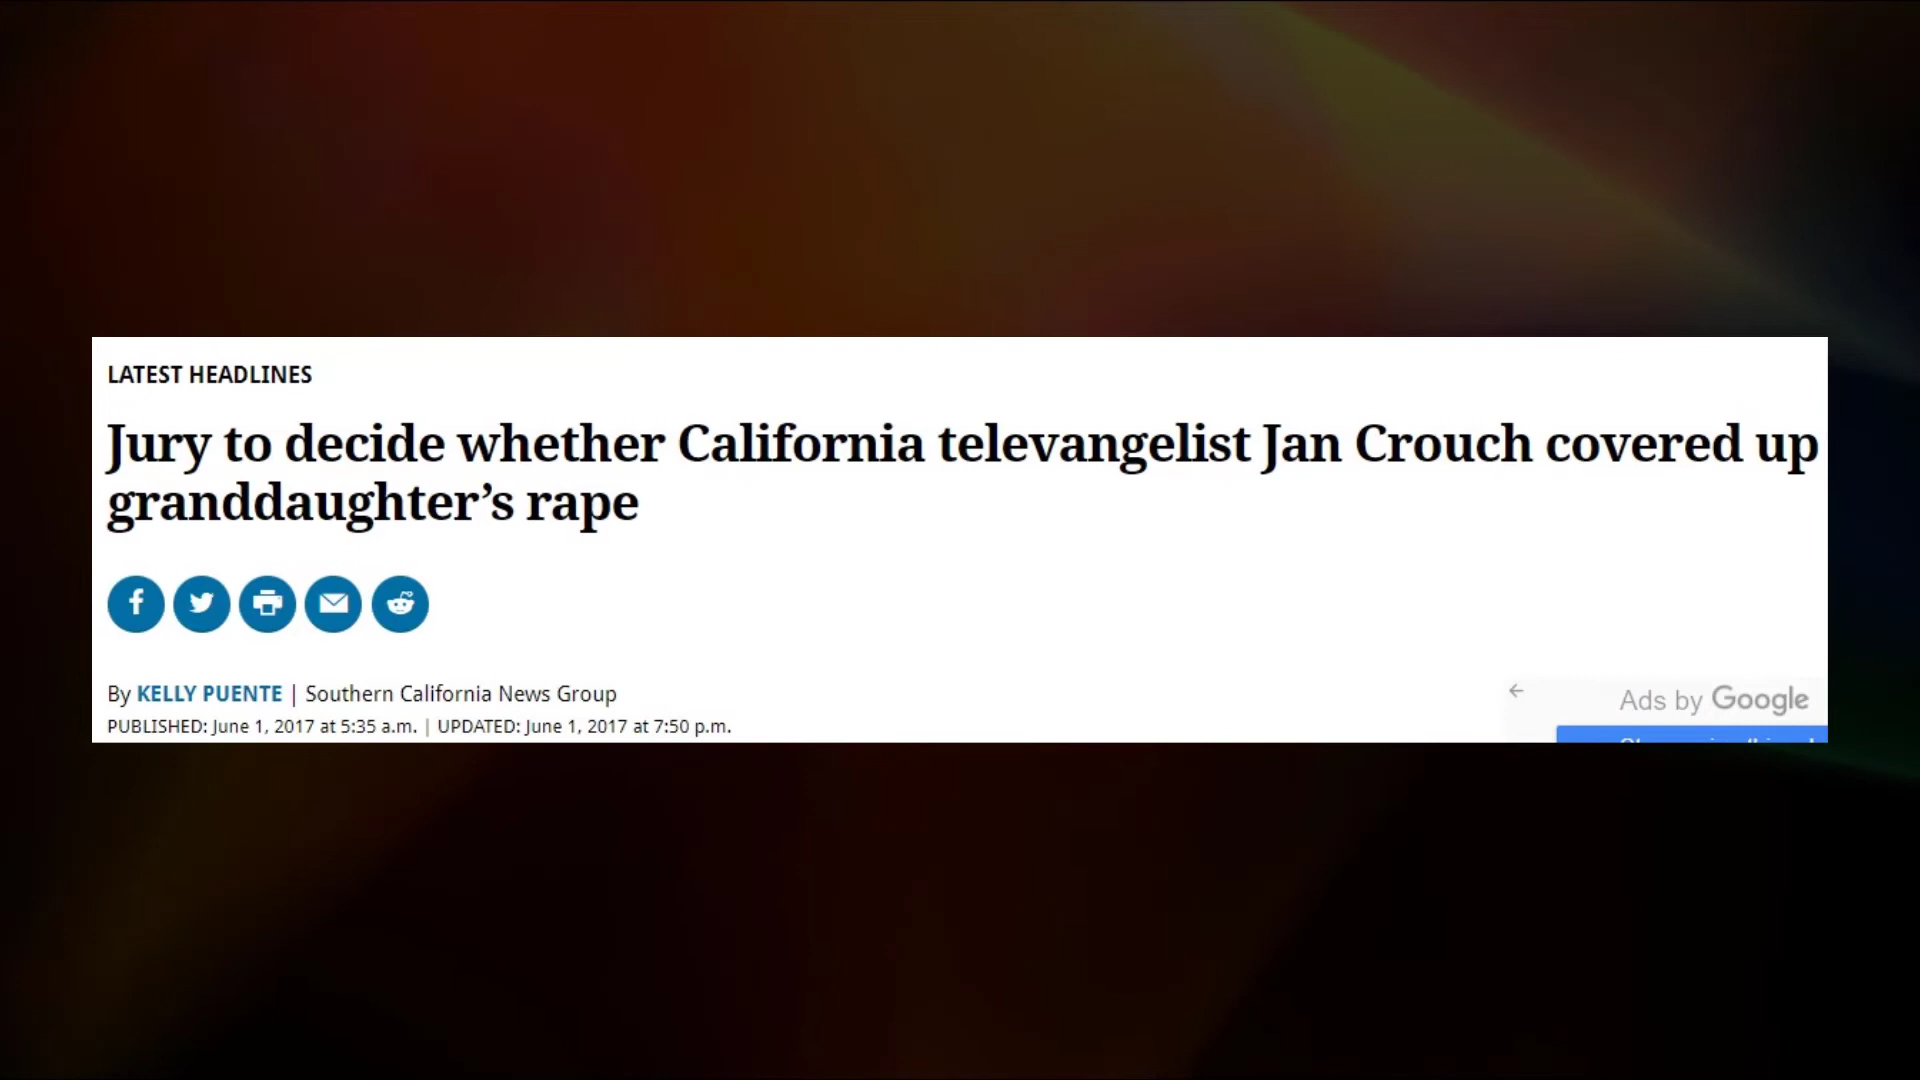 LATEST HEADLINES
Jury to decide whether California televangelist Jan Crouch covered up
granddaughter’s rape
By KELLY PUENTE | Southern California News Group
PUBLISHED: June 1, 2017 at 5:35 a.m. | UPDATED: June 1, 2017 at 7:50 p.m.
Ads by Google